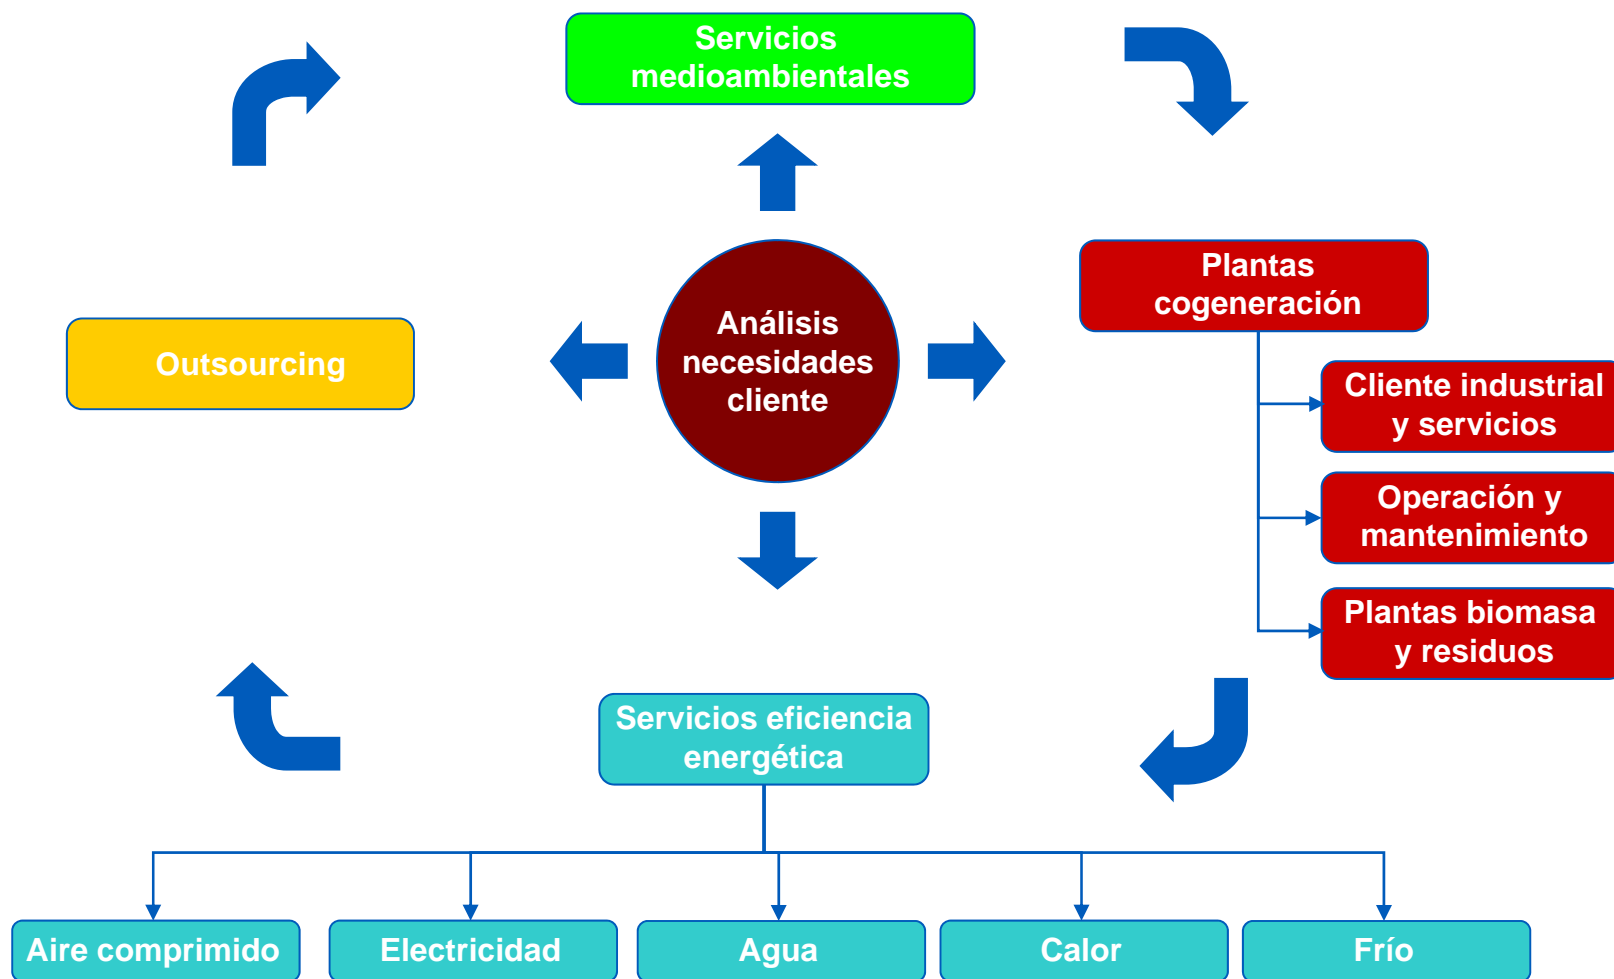 Servicios
medioambientales
Análisis
necesidades
cliente
Outsourcing
Plantas
cogeneración
Cliente industrial
y servicios
Operación y
mantenimiento
Plantas biomasa
y residuos
Servicios eficiencia
energética
Aire comprimido
Electricidad
Agua
Calor
Frío